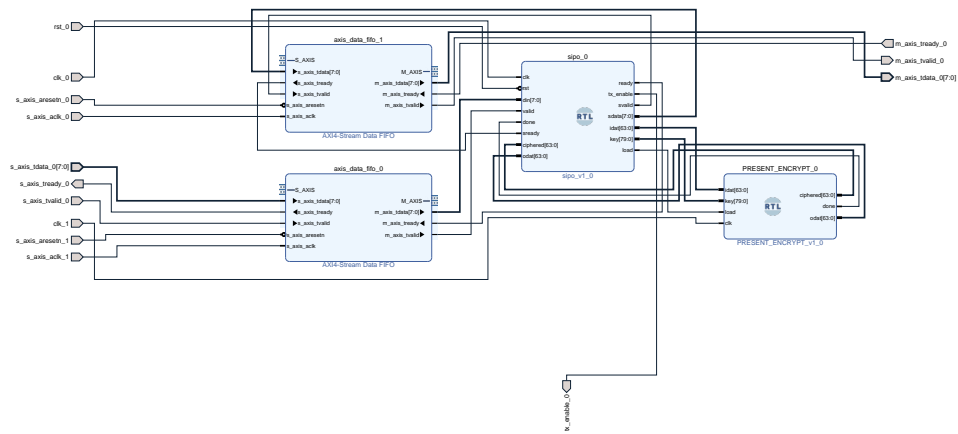 rst_0
clk_0
s_axis_aresetn_0
s_axis_aclk_0
s_axis_tdata_0[7:0]
s_axis_tready_0
s_axis_tvalid_0
clk_1
s_axis_aresetn_1
s_axis_aclk_1
axis_data_fifo_1
S_AXIS
s_axis_tdata[7:0]
s_axis_tready
s_axis_tvalid
s_axis_aresetn
s_axis_aclk
M_AXIS
m_axis_tdata[7:0]
m_axis_tready
m_axis_tvalid
AXI4-Stream Data FIFO
axis_data_fifo_0
S_AXIS
s_axis_tdata[7:0]
s_axis_tready
s_axis_tvalid
s_axis_aresetn
s_axis_aclk
M_AXIS
m_axis_tdata[7:0]
m_axis_tready
m_axis_tvalid
AXI4-Stream Data FIFO
sipo_0
clk
rst
din[7:0]
valid
done
sready
ciphered[63:0]
odat[63:0]
RTL
ready
tx_enable
svalid
sdata[7:0]
idat[63:0]
key[79:0]
load
sipo_v1_0
PRESENT_ENCRYPT_0
idat[63:0]
key[79:0]
load
clk
RTL
ciphered[63:0]
done
odat[63:0]
PRESENT_ENCRYPT_v1_0
m_axis_tready_0
m_axis_tvalid_0
m_axis_tdata_0[7:0]
tx_enable_0